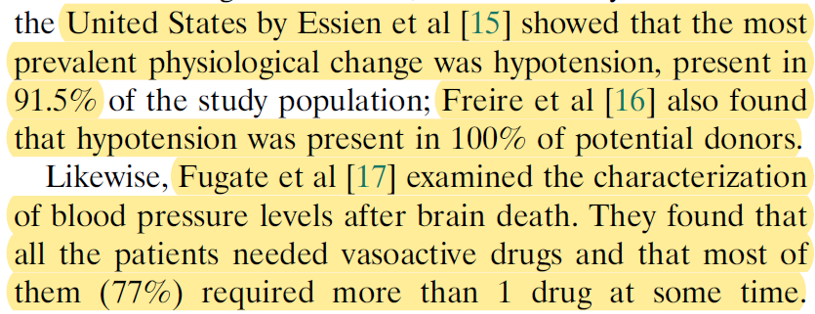 the United States by Essien et al [15] showed that the most
prevalent physiological change was hypotension, present in
91.5% of the study population; Freire et al [16] also found
that hypotension was present in 100% of potential donors.
Likewise, Fugate et al [17] examined the characterization
of blood pressure levels after brain death. They found that
all the patients needed vasoactive drugs and that most of
them (77%) required more than 1 drug at some time.